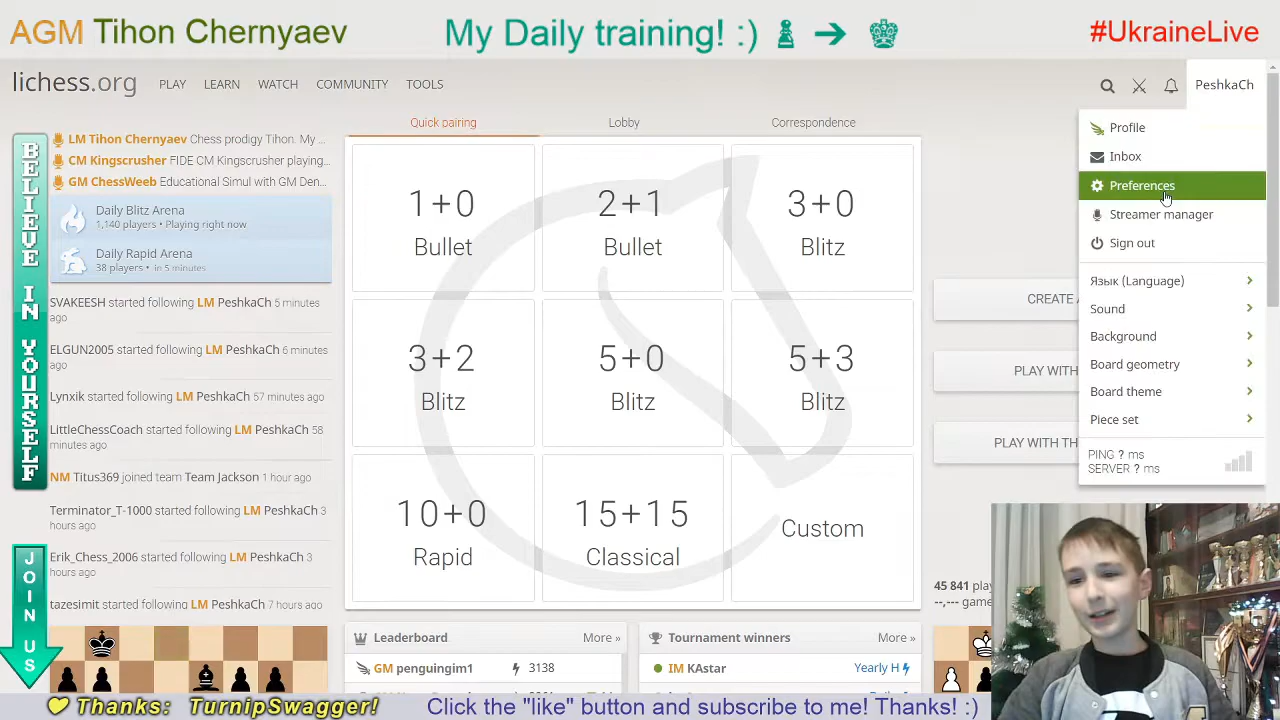 AGM Tihon Chernyaev
My Daily training! :)
#UkraineLive
lichess.org
PLAY LEARN WATCH COMMUNITY TOOLS
PeshkaCh
BELIEVE IN YOURSELF
JOIN US
LM Tihon Chernyaev Chess prodigy Tihon. My ...
CM Kingscrusher FIDE CM Kingscrusher playing...
GM ChessWeeb Educational Simul with GM Den...
Daily Blitz Arena
1,140 players • Playing right now
Daily Rapid Arena
38 players • in 5 minutes
SVAKEESH started following LM PeshkaCh 5 minutes
ago
ELGUN2005 started following LM PeshkaCh 6 minutes
ago
Lynxik started following LM PeshkaCh 57 minutes ago
LittleChessCoach started following LM PeshkaCh 58
minutes ago
NM Titus369 joined team Team Jackson 1 hour ago
Terminator_T-1000 started following LM PeshkaCh 3
hours ago
Erik_Chess_2006 started following LM PeshkaCh 3
hours ago
tazesimit started following LM PeshkaCh 7 hours ago
Quick pairing Lobby Correspondence
1+0 2+1 3+0
Bullet Bullet Blitz
3+2 5+0 5+3
Blitz Blitz Blitz
10+0 15+15
Custom
Rapid Classical
Leaderboard More »
GM penguingim1 3138
Tournament winners More »
IM KAstar Yearly H
CREATE A
PLAY WITH
PLAY WITH TH
45 841 play
--,--- game
Profile
Inbox
Preferences
Streamer manager
Sign out
Язык (Language)
Sound
Background
Board geometry
Board theme
Piece set
PING ? ms
SERVER ? ms
Thanks: TurnipSwagger!
Click the "like" button and subscribe to me! Thanks! :)